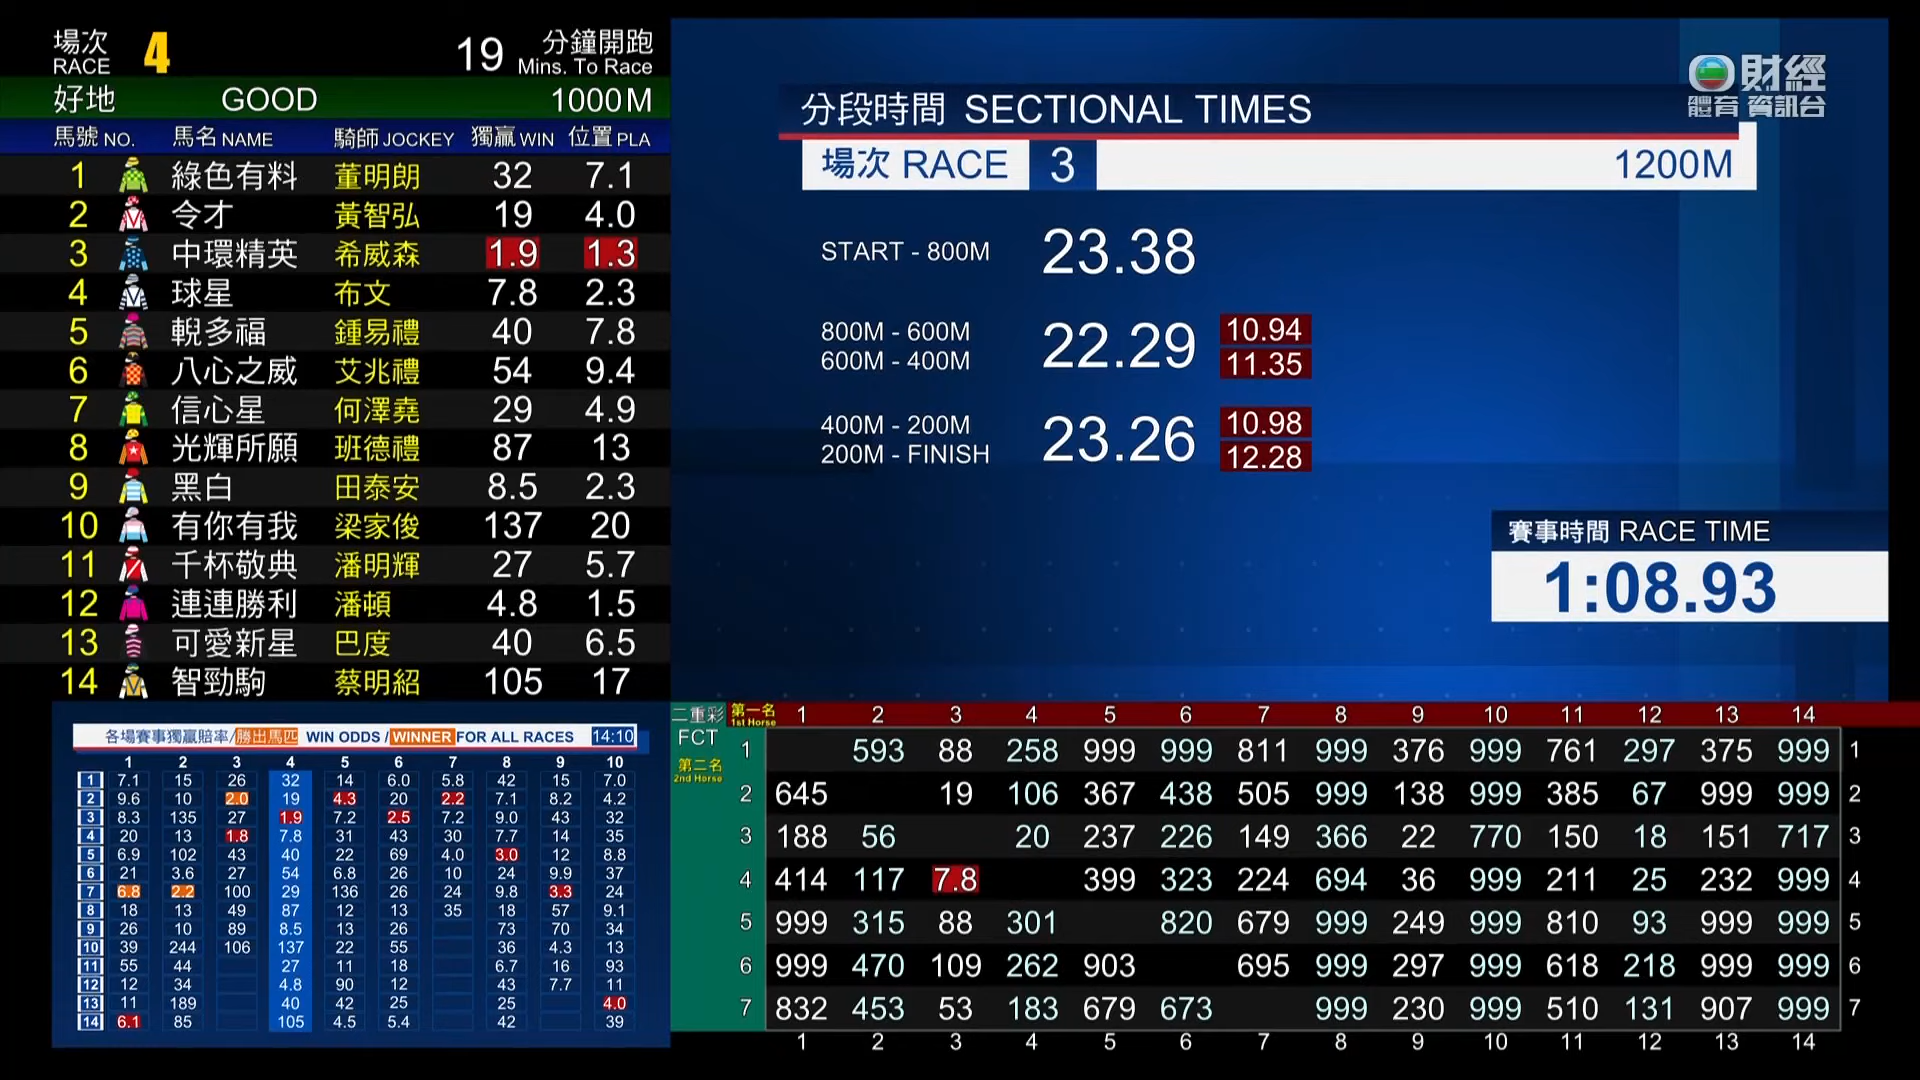 場次 RACE 4 19 分鐘開跑 Mins. To Race
好地 GOOD 1000M
馬號 NO. 馬名 NAME 騎師 JOCKEY 獨贏 WIN 位置 PLA
1 綠色有料 董明朗 32 7.1
2 令才 黃智弘 19 4.0
3 中環精英 希威森 1.9 1.3
4 球星 布文 7.8 2.3
5 輗多福 鍾易禮 40 7.8
6 八心之威 艾兆禮 54 9.4
7 信心星 何澤堯 29 4.9
8 光輝所願 班德禮 87 13
9 黑白 田泰安 8.5 2.3
10 有你有我 梁家俊 137 20
11 千杯敬典 潘明輝 27 5.7
12 連連勝利 潘頓 4.8 1.5
13 可愛新星 巴度 40 6.5
14 智勁駒 蔡明紹 105 17
財經
體育 資訊台
分段時間 SECTIONAL TIMES
場次 RACE 3 1200M
START - 800M 23.38
800M - 600M 10.94
22.29
600M - 400M 11.35
400M - 200M 10.98
23.26
200M - FINISH 12.28
賽事時間 RACE TIME
1:08.93
各場賽事獨贏賠率/勝出馬匹 WIN ODDS / WINNER FOR ALL RACES 14:10
1 2 3 4 5 6 7 8 9 10
1 7.1 15 26 32 14 6.0 5.8 42 15 7.0
2 9.6 10 2.0 19 4.3 20 2.2 7.1 8.2 4.2
3 8.3 135 27 1.9 7.2 2.5 7.2 9.0 43 32
4 20 13 1.8 7.8 31 43 30 7.7 14 35
5 6.9 102 43 40 22 69 4.0 3.0 12 8.8
6 21 3.6 27 54 6.8 26 10 24 9.9 37
7 6.8 2.2 100 29 136 26 24 9.8 3.3 24
8 18 13 49 87 12 13 35 18 57 9.1
9 26 10 89 8.5 13 26 73 70 34
10 39 244 106 137 22 55 36 4.3 13
11 55 44 27 11 18 6.7 16 93
12 12 34 4.8 90 12 43 7.7 11
13 11 189 40 42 25 25 4.0
14 6.1 85 105 4.5 5.4 42 39
二重彩 第一名 1st Horse 1 2 3 4 5 6 7 8 9 10 11 12 13 14
FCT
第二名
2nd Horse
1 593 88 258 999 999 811 999 376 999 761 297 375 999 1
2 645 19 106 367 438 505 999 138 999 385 67 999 999 2
3 188 56 20 237 226 149 366 22 770 150 18 151 717 3
4 414 117 7.8 399 323 224 694 36 999 211 25 232 999 4
5 999 315 88 301 820 679 999 249 999 810 93 999 999 5
6 999 470 109 262 903 695 999 297 999 618 218 999 999 6
7 832 453 53 183 679 673 999 230 999 510 131 907 999 7
1 2 3 4 5 6 7 8 9 10 11 12 13 14